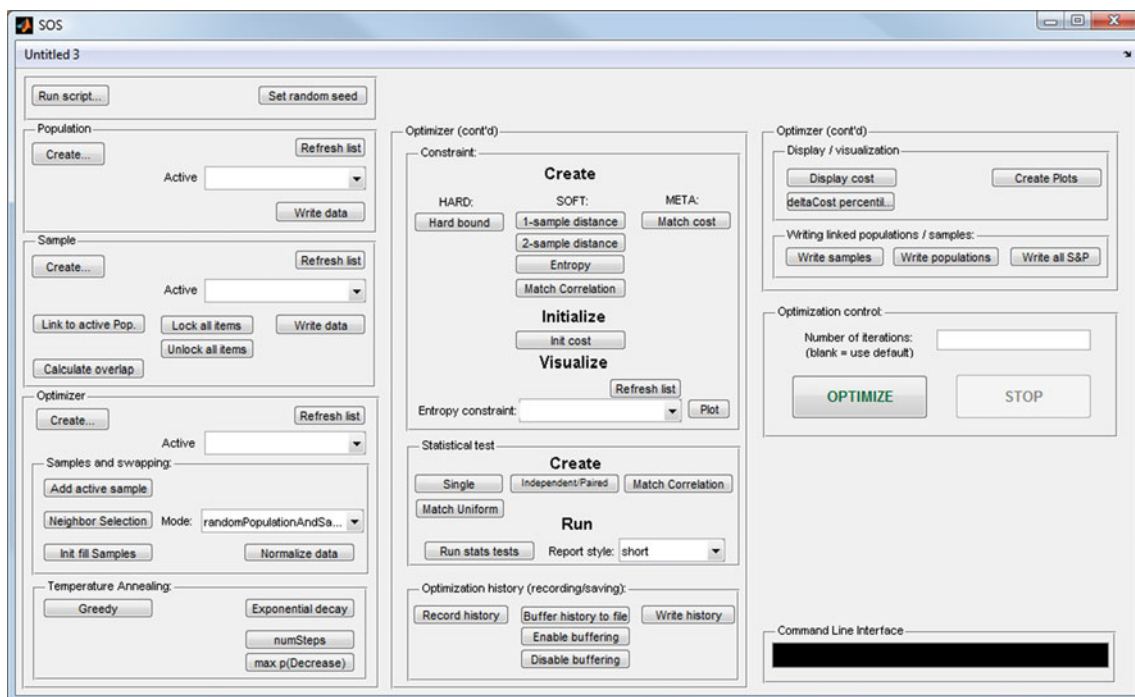 SOS
Untitled 3
Run script...
Set random seed
Population
Create...
Refresh list
Active
Write data
Sample
Create...
Refresh list
Active
Link to active Pop.
Lock all items
Write data
Unlock all items
Calculate overlap
Optimizer
Create...
Refresh list
Active
Samples and swapping:
Add active sample
Neighbor Selection
Mode:
randomPopulationAndSa...
Init fill Samples
Normalize data
Temperature Annealing:
Greedy
Exponential decay
numSteps
max p(Decrease)
Optimizer (cont'd)
Constraint:
Create
HARD:
SOFT:
META:
Hard bound
1-sample distance
Match cost
2-sample distance
Entropy
Match Correlation
Initialize
Init cost
Visualize
Refresh list
Entropy constraint:
Plot
Statistical test
Create
Single
Independent/Paired
Match Correlation
Match Uniform
Run
Run stats tests
Report style:
short
Optimization history (recording/saving):
Record history
Buffer history to file
Write history
Enable buffering
Disable buffering
Optimzer (cont'd)
Display / visualization
Display cost
Create Plots
deltaCost percentil...
Writing linked populations / samples:
Write samples
Write populations
Write all S&P
Optimization control:
Number of iterations:
(blank = use default)
OPTIMIZE
STOP
Command Line Interface